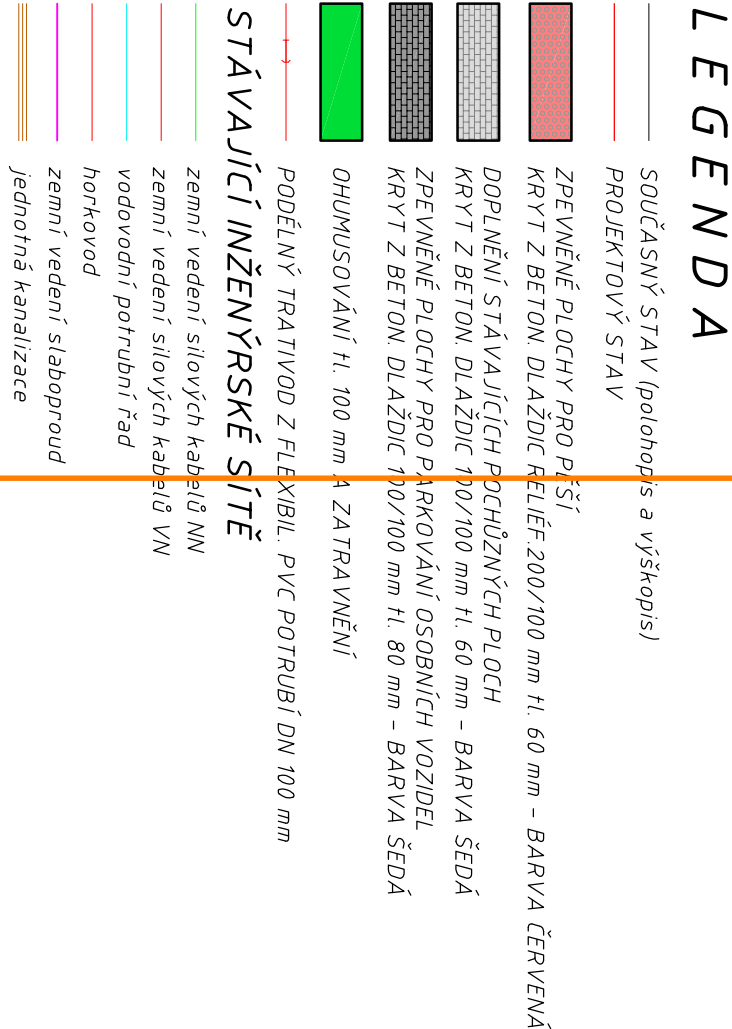 LEGENDA
SOUČASNÝ STAV (polohopis a výškopis)
PROJEKTOVÝ STAV
ZPEVNĚNÉ PLOCHY PRO PĚŠÍ
KRYT Z BETON. DLAŽDIC RELIÉF.200/100 mm tl. 60 mm - BARVA ČERVENÁ
DOPLNĚNÍ STÁVAJÍCÍCH POCHŮZNÝCH PLOCH
KRYT Z BETON. DLAŽDIC 100/100 mm tl. 60 mm - BARVA ŠEDÁ
ZPEVNĚNÉ PLOCHY PRO PARKOVÁNÍ OSOBNÍCH VOZIDEL
KRYT Z BETON. DLAŽDIC 100/100 mm tl. 80 mm - BARVA ŠEDÁ
OHUMUSOVÁNÍ tl. 100 mm A ZATRAVNĚNÍ
PODÉLNÝ TRATIVOD Z FLEXIBIL. PVC POTRUBÍ DN 100 mm
STÁVAJÍCÍ INŽENÝRSKÉ SÍTĚ
zemní vedení silových kabelů NN
zemní vedení silových kabelů VN
vodovodní potrubní řad
horkovod
zemní vedení slaboproud
jednotná kanalizace